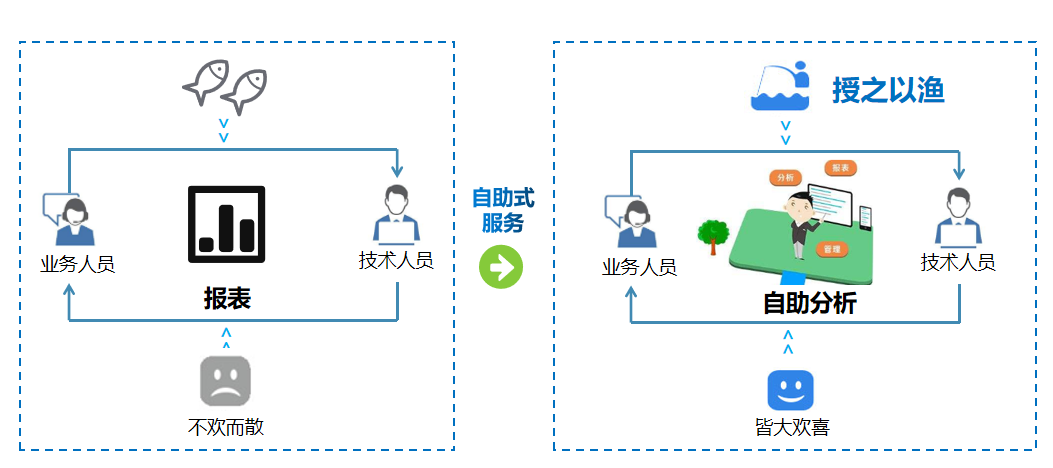 业务人员
报表
技术人员
不欢而散
自助式
服务
授之以渔
业务人员
分析
报表
管理
自助分析
技术人员
皆大欢喜